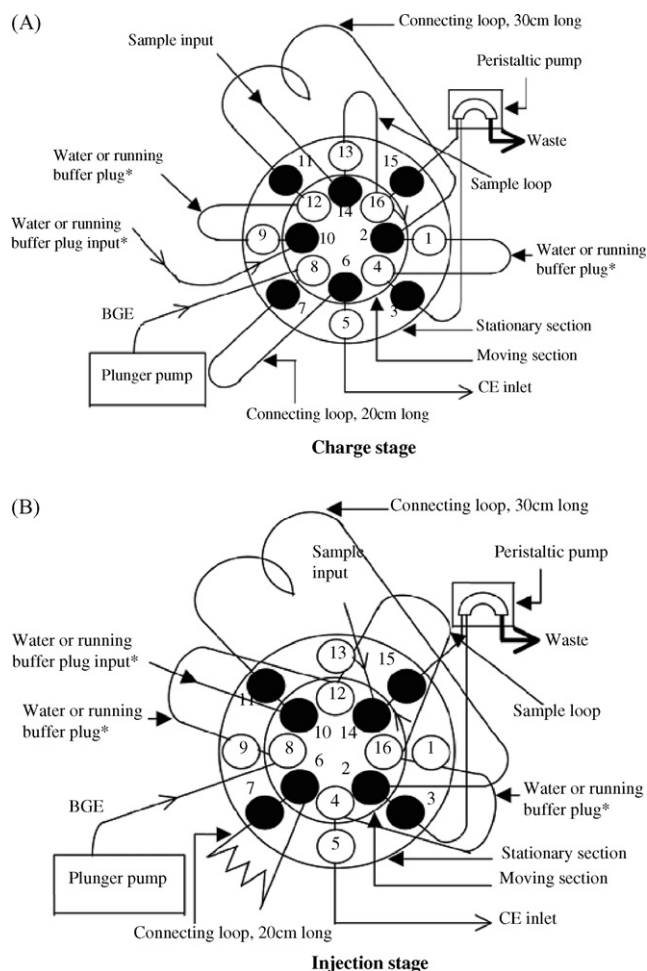 (A)
Connecting loop, 30cm long
Sample input
Peristaltic pump
Waste
13
11
15
Water or running
buffer plug*
Sample loop
12
16
14
Water or running
buffer plug input*
9
10
2
1
8
6
4
Water or running
buffer plug*
BGE
7
3
Stationary section
5
Moving section
Plunger pump
CE inlet
Connecting loop, 20cm long
Charge stage
(B)
Connecting loop, 30cm long
Sample
input
Peristaltic pump
Waste
Water or running
buffer plug input*
13
15
11
12
Sample loop
Water or running
buffer plug*
10
14
9
8
16
1
6
2
Water or running
buffer plug*
BGE
7
4
3
5
Stationary section
Plunger pump
Moving section
CE inlet
Connecting loop, 20cm long
Injection stage